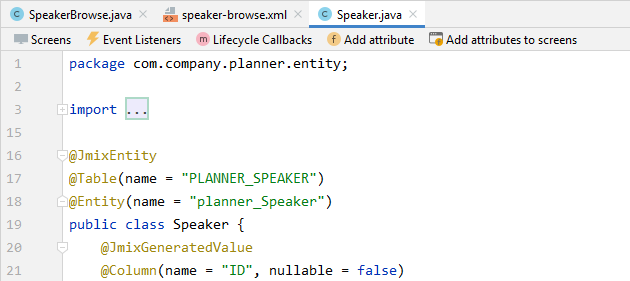 SpeakerBrowse.java speaker-browse.xml Speaker.java
Screens Event Listeners m Lifecycle Callbacks f Add attribute Add attributes to screens
1 package com.company.planner.entity;
2
3 import ...
15
16 @JmixEntity
17 @Table(name = "PLANNER_SPEAKER")
18 @Entity(name = "planner_Speaker")
19 public class Speaker {
20 @JmixGeneratedValue
21 @Column(name = "ID", nullable = false)